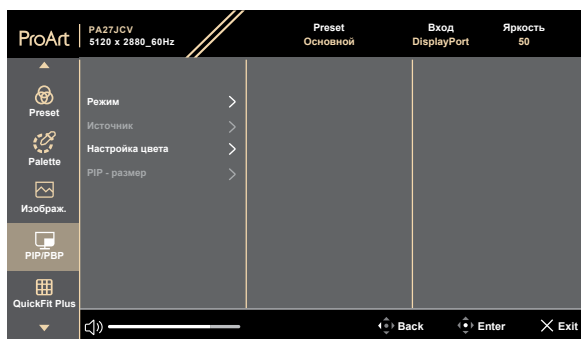 ProArt
PA27JCV
5120 x 2880_60Hz
Preset
Основной
Вход
DisplayPort
Яркость
50
Preset
Palette
Изображ.
PIP/PBP
QuickFit Plus
Режим
Источник
Настройка цвета
PIP - размер
Back
Enter
Exit